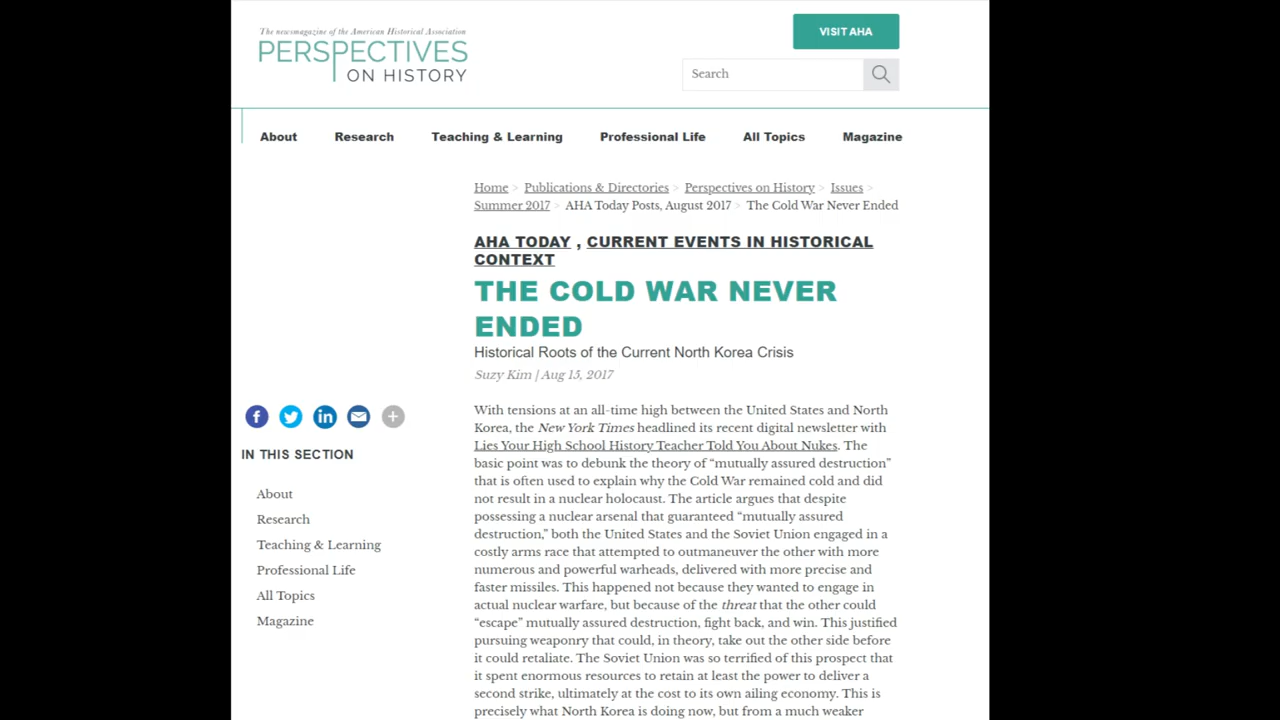 The newsmagazine of the American Historical Association
PERSPECTIVES
ON HISTORY
VISIT AHA
Search
About
Research
Teaching & Learning
Professional Life
All Topics
Magazine
Home > Publications & Directories > Perspectives on History > Issues >
Summer 2017 > AHA Today Posts, August 2017 > The Cold War Never Ended
AHA TODAY , CURRENT EVENTS IN HISTORICAL
CONTEXT
THE COLD WAR NEVER
ENDED
Historical Roots of the Current North Korea Crisis
Suzy Kim | Aug 15, 2017
IN THIS SECTION
About
Research
Teaching & Learning
Professional Life
All Topics
Magazine
With tensions at an all-time high between the United States and North
Korea, the New York Times headlined its recent digital newsletter with
Lies Your High School History Teacher Told You About Nukes. The
basic point was to debunk the theory of “mutually assured destruction”
that is often used to explain why the Cold War remained cold and did
not result in a nuclear holocaust. The article argues that despite
possessing a nuclear arsenal that guaranteed “mutually assured
destruction,” both the United States and the Soviet Union engaged in a
costly arms race that attempted to outmaneuver the other with more
numerous and powerful warheads, delivered with more precise and
faster missiles. This happened not because they wanted to engage in
actual nuclear warfare, but because of the threat that the other could
“escape” mutually assured destruction, fight back, and win. This justified
pursuing weaponry that could, in theory, take out the other side before
it could retaliate. The Soviet Union was so terrified of this prospect that
it spent enormous resources to retain at least the power to deliver a
second strike, ultimately at the cost to its own ailing economy. This is
precisely what North Korea is doing now, but from a much weaker